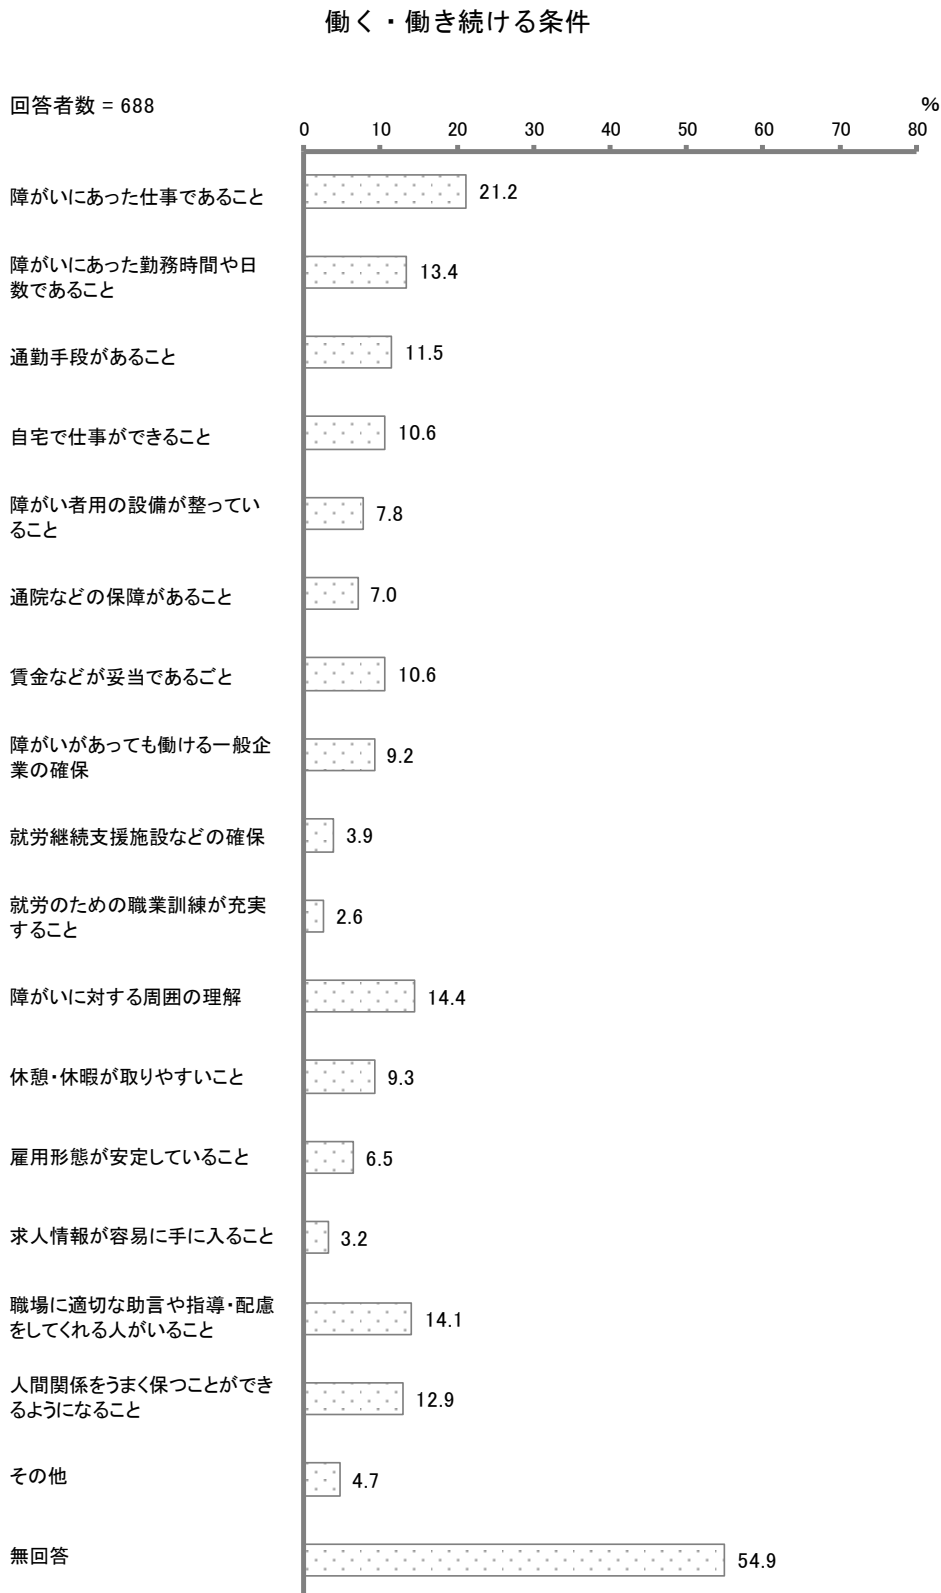 働く・働き続ける条件
回答者数 = 688
%
0 10 20 30 40 50 60 70 80
障がいにあった仕事であること 21.2
障がいにあった勤務時間や日
数であること
13.4
通勤手段があること 11.5
自宅で仕事ができること 10.6
障がい者用の設備が整ってい
ること
7.8
通院などの保障があること 7.0
賃金などが妥当であるごと 10.6
障がいがあっても働ける一般企
業の確保
9.2
就労継続支援施設などの確保 3.9
就労のための職業訓練が充実
すること
2.6
障がいに対する周囲の理解 14.4
休憩・休暇が取りやすいこと 9.3
雇用形態が安定していること 6.5
求人情報が容易に手に入ること 3.2
職場に適切な助言や指導・配慮
をしてくれる人がいること
14.1
人間関係をうまく保つことができ
るようになること
12.9
その他 4.7
無回答 54.9